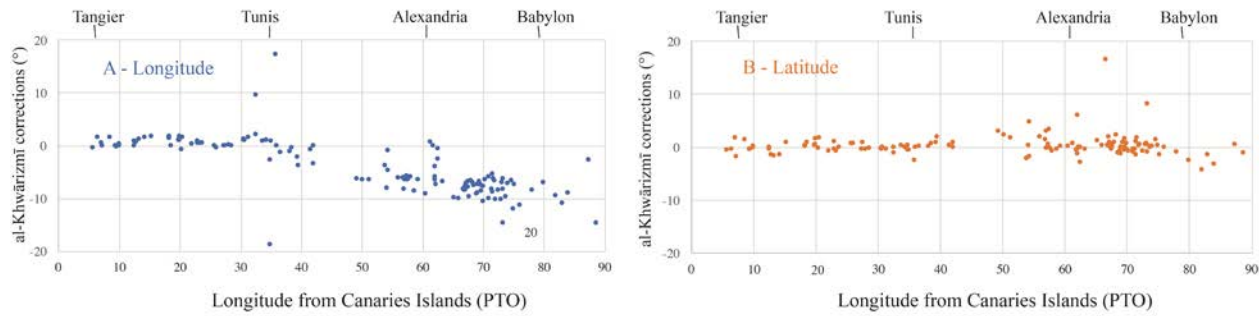 Tangier Tunis Alexandria Babylon
A - Longitude
al-Khwārizmī corrections (°)
20
10
0
-10
-20
20
0 10 20 30 40 50 60 70 80 90
Longitude from Canaries Islands (PTO)
Tangier Tunis Alexandria Babylon
B - Latitude
al-Khwārizmī corrections (°)
20
10
0
-10
-20
0 10 20 30 40 50 60 70 80 90
Longitude from Canaries Islands (PTO)